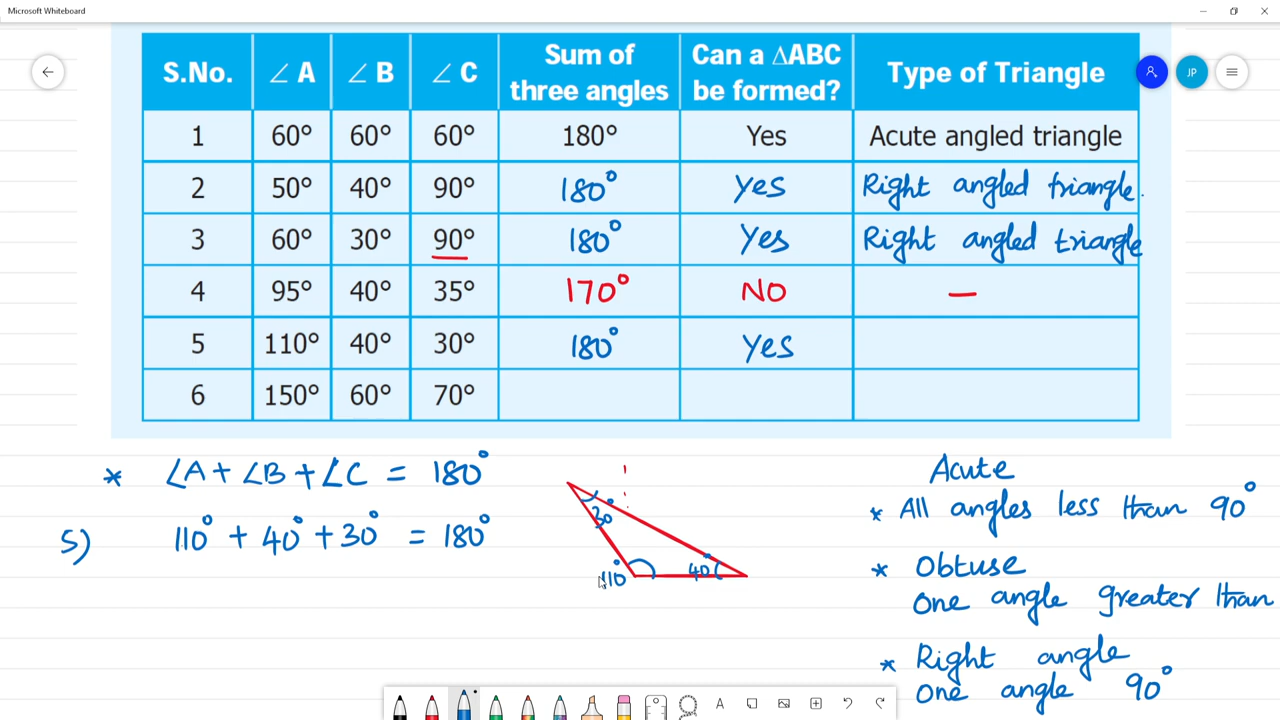 Microsoft Whiteboard
S.No. ∠ A ∠ B ∠ C Sum of three angles Can a ΔABC be formed? Type of Triangle
JP
1 60° 60° 60° 180° Yes Acute angled triangle
2 50° 40° 90° 180° Yes Right angled triangle.
3 60° 30° 90° 180° Yes Right angled triangle
4 95° 40° 35° 170° NO —
5 110° 40° 30° 180° Yes
6 150° 60° 70°
* ∠A + ∠B + ∠C = 180°
5) 110° + 40° + 30° = 180°
30°
110°
40°
Acute
* All angles less than 90°
* Obtuse
One angle greater than
* Right angle
One angle 90°
A